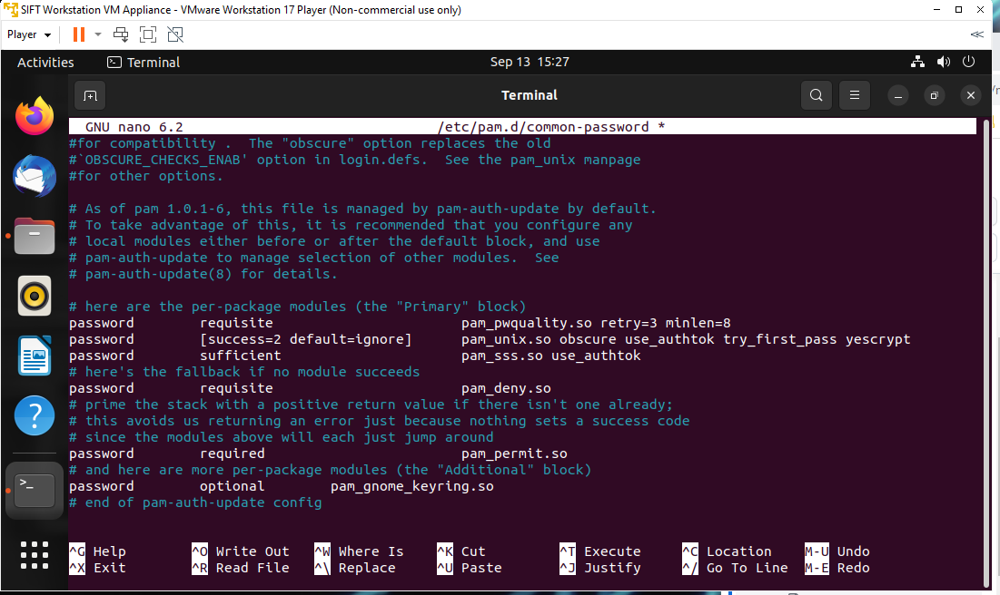 SIFT Workstation VM Appliance - VMware Workstation 17 Player (Non-commercial use only)
Player
Activities Terminal Sep 13 15:27
Terminal
GNU nano 6.2 /etc/pam.d/common-password *
#for compatibility .  The "obscure" option replaces the old
#`OBSCURE_CHECKS_ENAB' option in login.defs.  See the pam_unix manpage
#for other options.
# As of pam 1.0.1-6, this file is managed by pam-auth-update by default.
# To take advantage of this, it is recommended that you configure any
# local modules either before or after the default block, and use
# pam-auth-update to manage selection of other modules.  See
# pam-auth-update(8) for details.
# here are the per-package modules (the "Primary" block)
password        requisite                       pam_pwquality.so retry=3 minlen=8
password        [success=2 default=ignore]      pam_unix.so obscure use_authtok try_first_pass yescrypt
password        sufficient                      pam_sss.so use_authtok
# here's the fallback if no module succeeds
password        requisite                       pam_deny.so
# prime the stack with a positive return value if there isn't one already;
# this avoids us returning an error just because nothing sets a success code
# since the modules above will each just jump around
password        required                        pam_permit.so
# and here are more per-package modules (the "Additional" block)
password        optional        pam_gnome_keyring.so
# end of pam-auth-update config
^G Help ^O Write Out ^W Where Is ^K Cut ^T Execute ^C Location M-U Undo
^X Exit ^R Read File ^\ Replace ^U Paste ^J Justify ^/ Go To Line M-E Redo